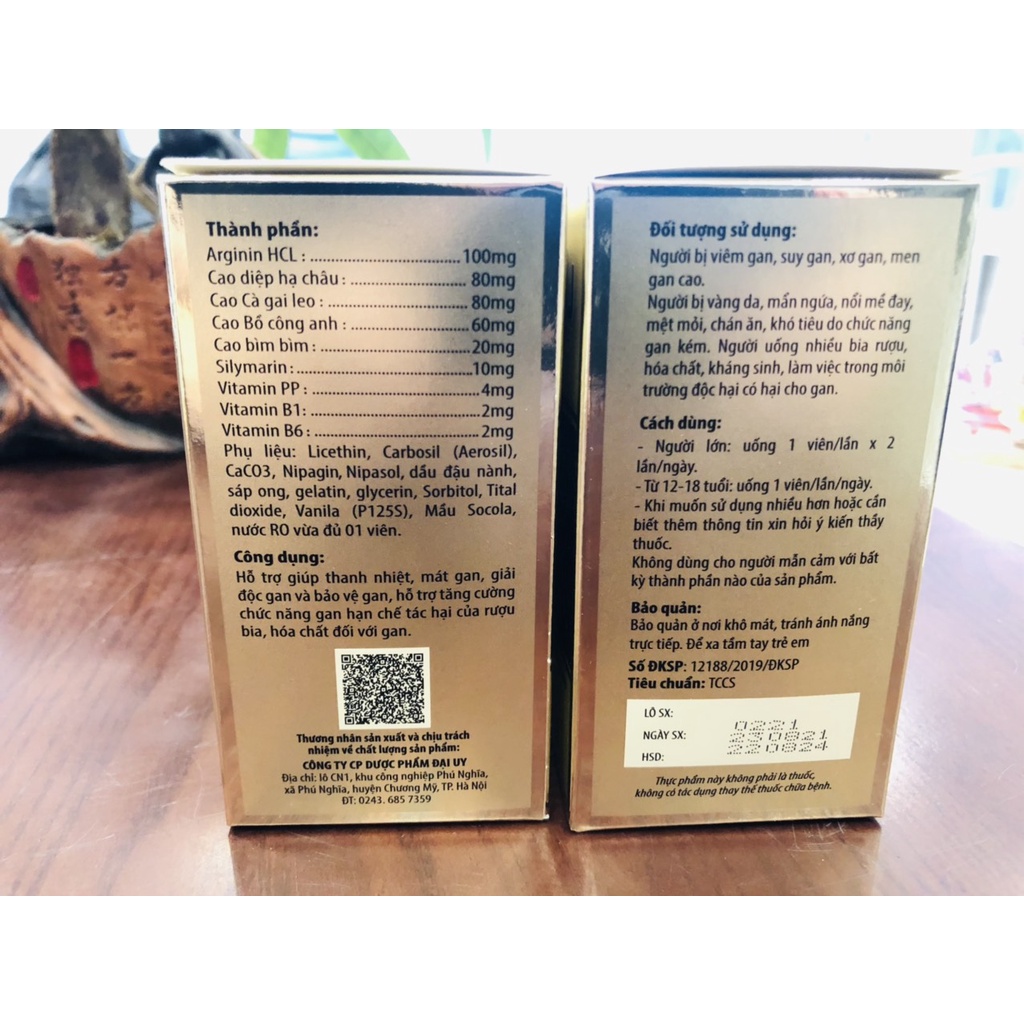 Thành phần:
Arginin HCL : 100mg
Cao diệp hạ châu : 80mg
Cao Cà gai leo : 80mg
Cao Bồ công anh : 60mg
Cao bìm bìm : 20mg
Silymarin : 10mg
Vitamin PP : 4mg
Vitamin B1: 2mg
Vitamin B6 : 2mg
Phụ liệu: Licethin, Carbosil (Aerosil),
CaCO3, Nipagin, Nipasol, dầu đậu nành,
sáp ong, gelatin, glycerin, Sorbitol, Tital
dioxide, Vanila (P125S), Mầu Socola,
nước RO vừa đủ 01 viên.
Công dụng:
Hỗ trợ giúp thanh nhiệt, mát gan, giải
độc gan và bảo vệ gan, hỗ trợ tăng cường
chức năng gan hạn chế tác hại của rượu
bia, hóa chất đối với gan.
Thương nhân sản xuất và chịu trách
nhiệm về chất lượng sản phẩm:
CÔNG TY CP DƯỢC PHẨM ĐẠI UY
Địa chỉ: lô CN1, khu công nghiệp Phú Nghĩa,
xã Phú Nghĩa, huyện Chương Mỹ, TP. Hà Nội
ĐT: 0243. 685 7359
Đối tượng sử dụng:
Người bị viêm gan, suy gan, xơ gan, men
gan cao.
Người bị vàng da, mẩn ngứa, nổi mề đay,
mệt mỏi, chán ăn, khó tiêu do chức năng
gan kém. Người uống nhiều bia rượu,
hóa chất, kháng sinh, làm việc trong môi
trường độc hại có hại cho gan.
Cách dùng:
- Người lớn: uống 1 viên/lần x 2
lần/ngày.
- Từ 12-18 tuổi: uống 1 viên/lần/ngày.
- Khi muốn sử dụng nhiều hơn hoặc cần
biết thêm thông tin xin hỏi ý kiến thầy
thuốc.
Không dùng cho người mẫn cảm với bất
kỳ thành phần nào của sản phẩm.
Bảo quản:
Bảo quản ở nơi khô mát, tránh ánh nắng
trực tiếp. Để xa tầm tay trẻ em
Số ĐKSP: 12188/2019/ĐKSP
Tiêu chuẩn: TCCS
LÔ SX: 0221
NGÀY SX: 230821
HSD: 220824
Thực phẩm này không phải là thuốc,
không có tác dụng thay thế thuốc chữa bệnh.